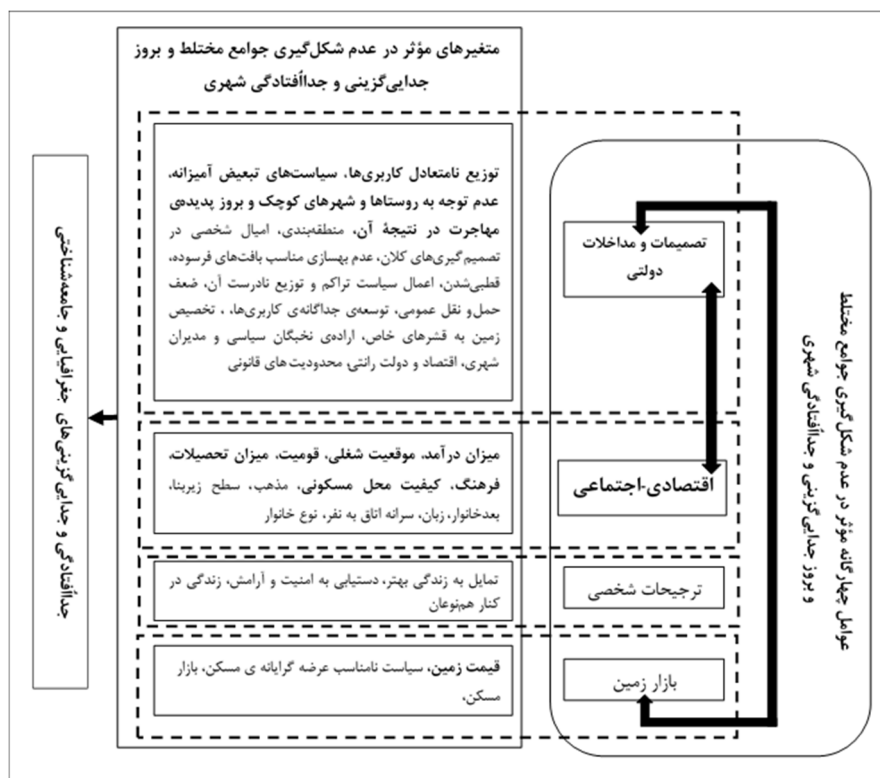 متغیرهای مؤثر در عدم شکل‌گیری جوامع مختلط و بروز
جدایی‌گزینی و جداأفتادگی شهری
عوامل چهارگانه مؤثر در عدم شکل‌گیری جوامع مختلط
و بروز جدایی‌گزینی و جداأفتادگی شهری
تصمیمات و مداخلات
دولتی
توزیع نامتعادل کاربری‌ها، سیاست‌های تبعیض آمیزانه،
عدم توجه به روستاها و شهرهای کوچک و بروز پدیده‌ی
مهاجرت در نتیجۀ آن، منطقه‌بندی، امیال شخصی در
تصمیم گیری‌های کلان، عدم بهسازی مناسب بافت‌های فرسوده،
قطبی‌شدن، اعمال سیاست تراکم و توزیع نادرست آن، ضعف
حمل‌و نقل عمومی، توسعه‌ی جداگانه‌ی کاربری‌ها، ، تخصیص
زمین به قشرهای خاص، اراده‌ی نخبگان سیاسی و مدیران
شهری، اقتصاد و دولت رانتی، محدودیت های قانونی
اقتصادی-اجتماعی
میزان درآمد، موقعیت شغلی، قومیت، میزان تحصیلات،
فرهنگ، کیفیت محل مسکونی، مذهب، سطح زیربنا،
بعدخانوار، زبان، سرانه اتاق به نفر، نوع خانوار
ترجیحات شخصی
تمایل به زندگی بهتر، دستیابی به امنیت و آرامش، زندگی در
کنار هم‌نوعان
بازار زمین
قیمت زمین، سیاست نامناسب عرضه گرایانه ی مسکن، بازار
مسکن،
جداأفتادگی و جدایی‌گزینی‌های جغرافیایی و جامعه‌شناختی